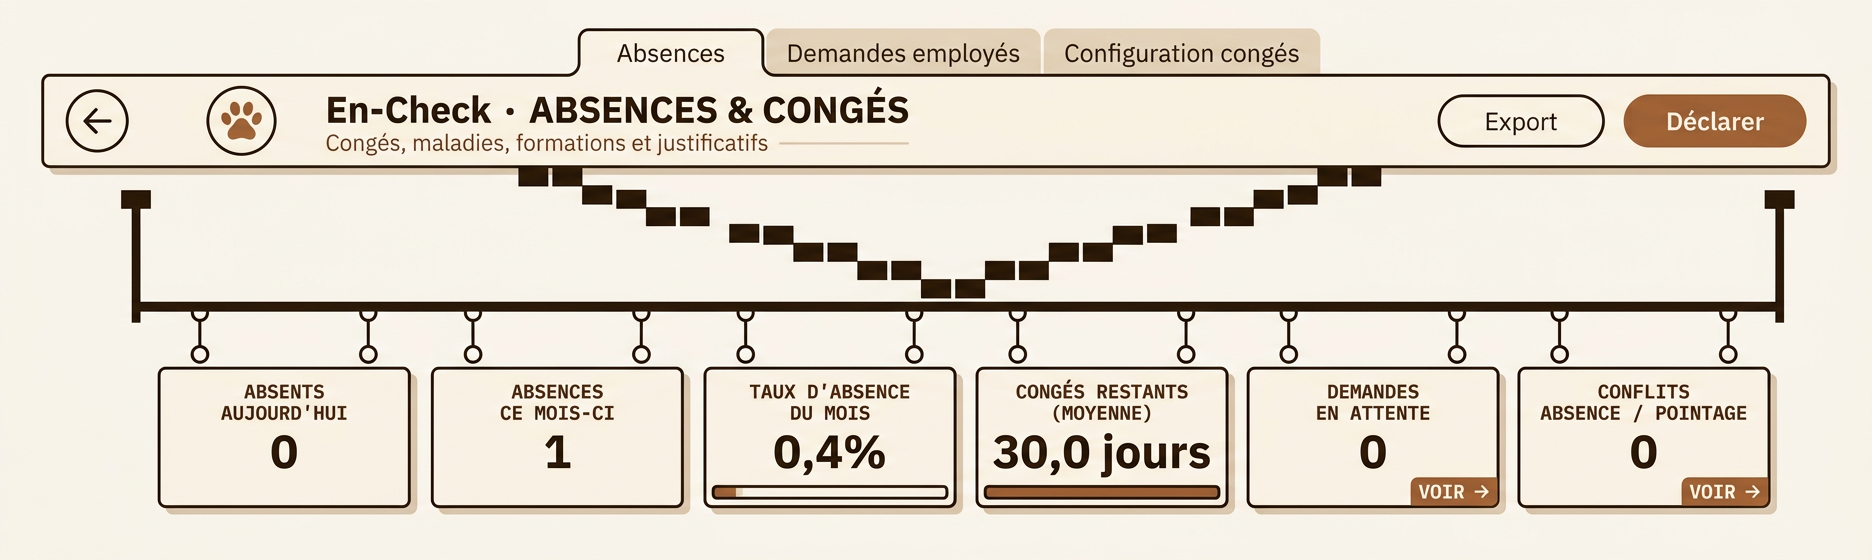 Absences
Demandes employés
Configuration congés
En-Check · ABSENCES & CONGÉS
Congés, maladies, formations et justificatifs
Export
Déclarer
ABSENTS
AUJOURD'HUI
0
ABSENCES
CE MOIS-CI
1
TAUX D'ABSENCE
DU MOIS
0,4%
CONGÉS RESTANTS
(MOYENNE)
30,0 jours
DEMANDES
EN ATTENTE
0
VOIR →
CONFLITS
ABSENCE / POINTAGE
0
VOIR →